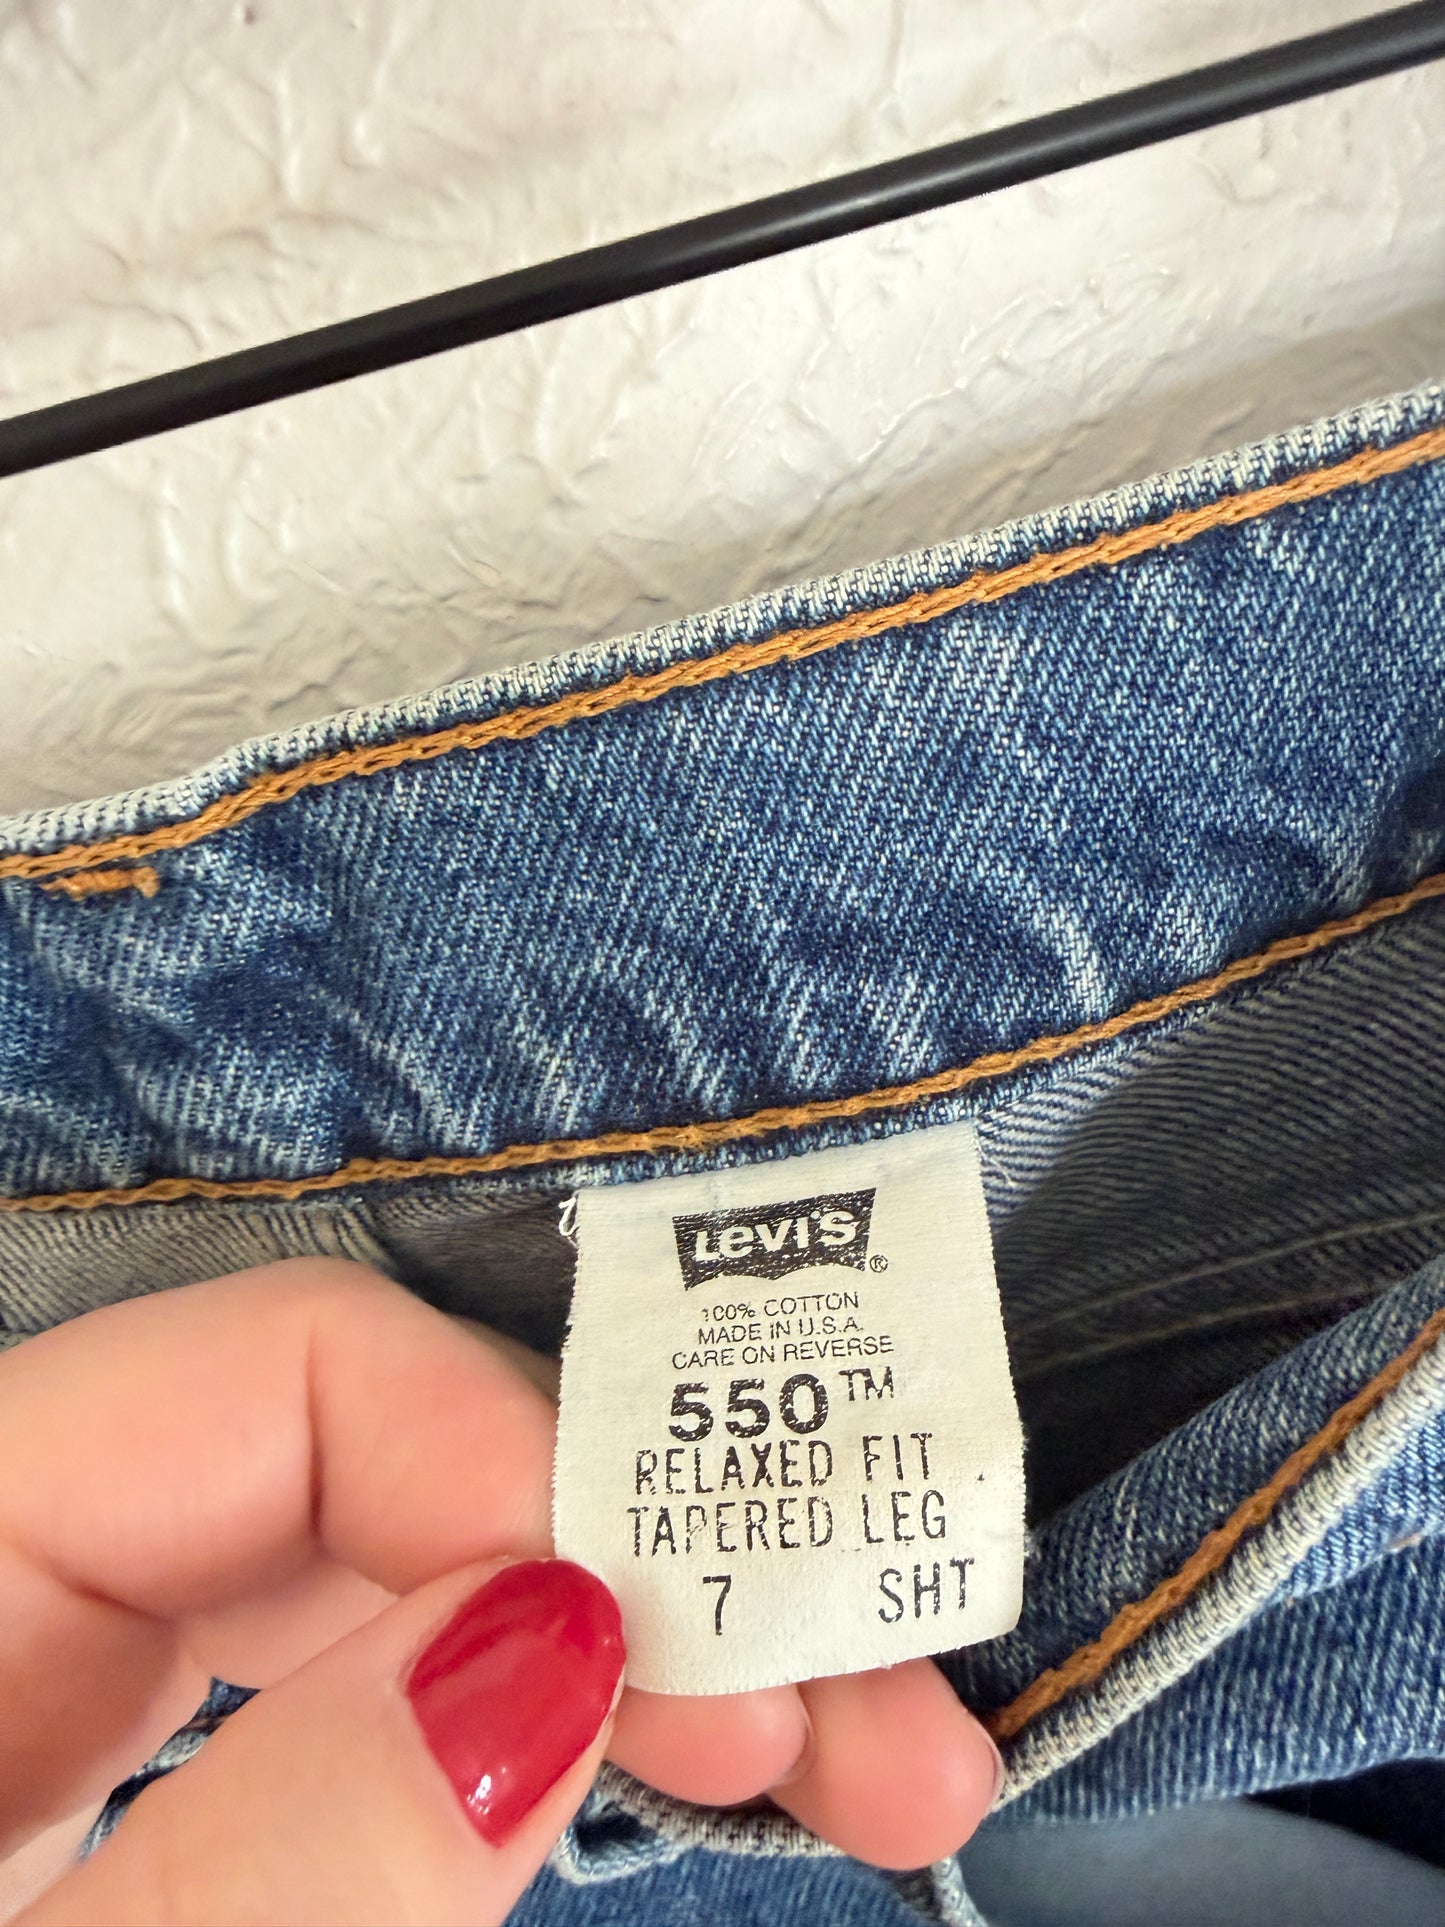 Levi's ®
100% COTTON
MADE IN U.S.A.
CARE ON REVERSE
550™
RELAXED FIT
TAPERED LEG
7 SHT